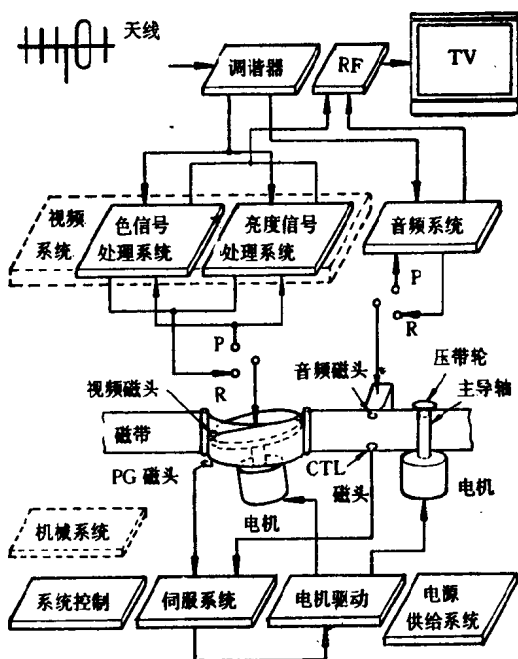 天线
调谐器
RF
TV
视频
系统
色信号
处理系统
亮度信号
处理系统
音频系统
P
R
P
R
视频磁头
音频磁头
压带轮
主导轴
磁带
PG 磁头
CTL
磁头
电机
电机
机械系统
系统控制
伺服系统
电机驱动
电源
供给系统